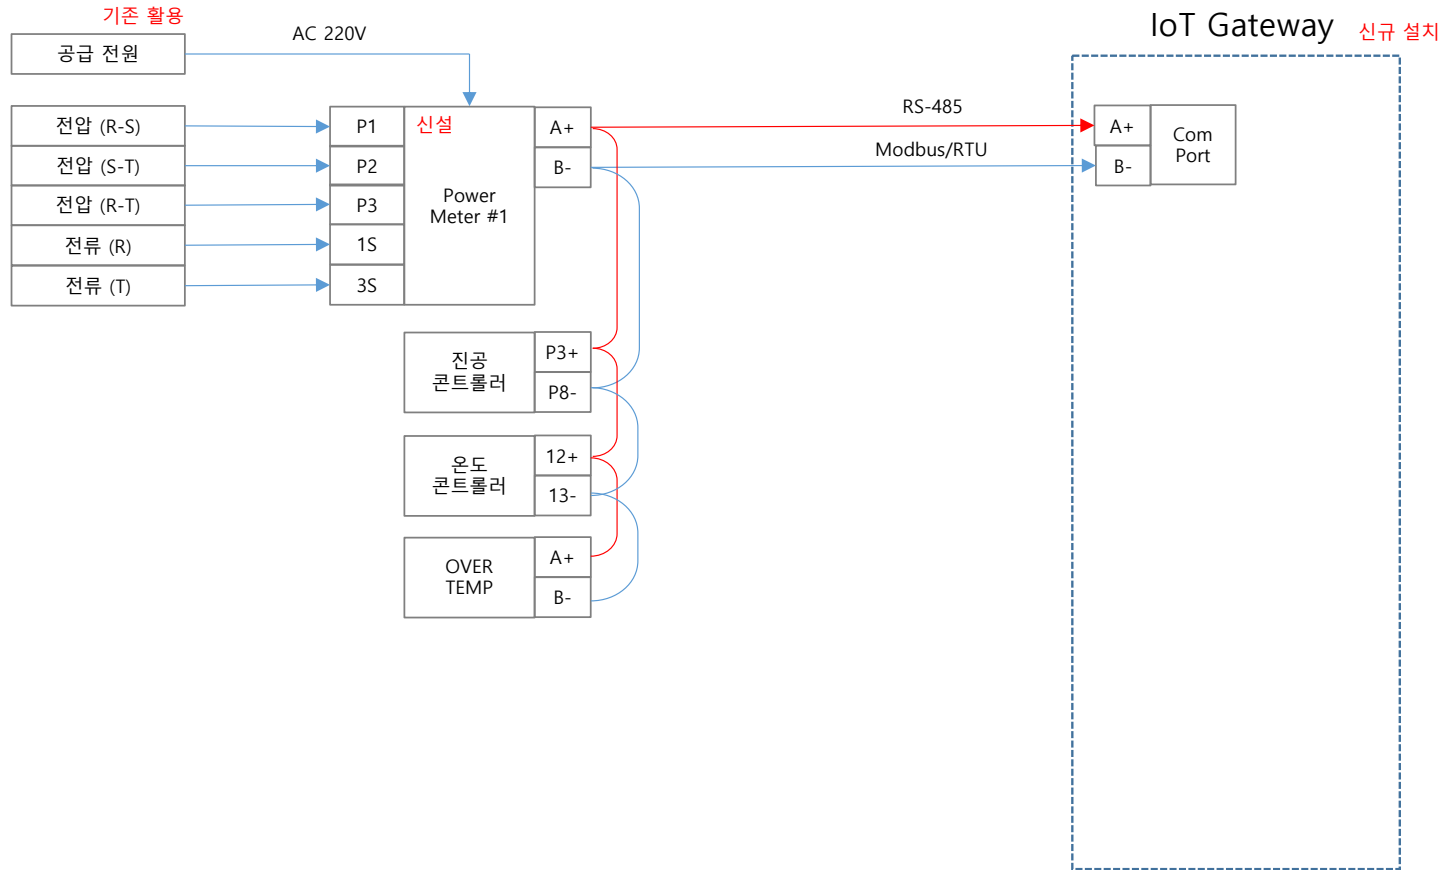 기존 활용
공급 전원
AC 220V
IoT Gateway
신규 설치
전압 (R-S)
전압 (S-T)
전압 (R-T)
전류 (R)
전류 (T)
P1
P2
P3
1S
3S
신설
Power
Meter #1
A+
B-
RS-485
Modbus/RTU
A+
B-
Com
Port
진공
콘트롤러
P3+
P8-
온도
콘트롤러
12+
13-
OVER
TEMP
A+
B-